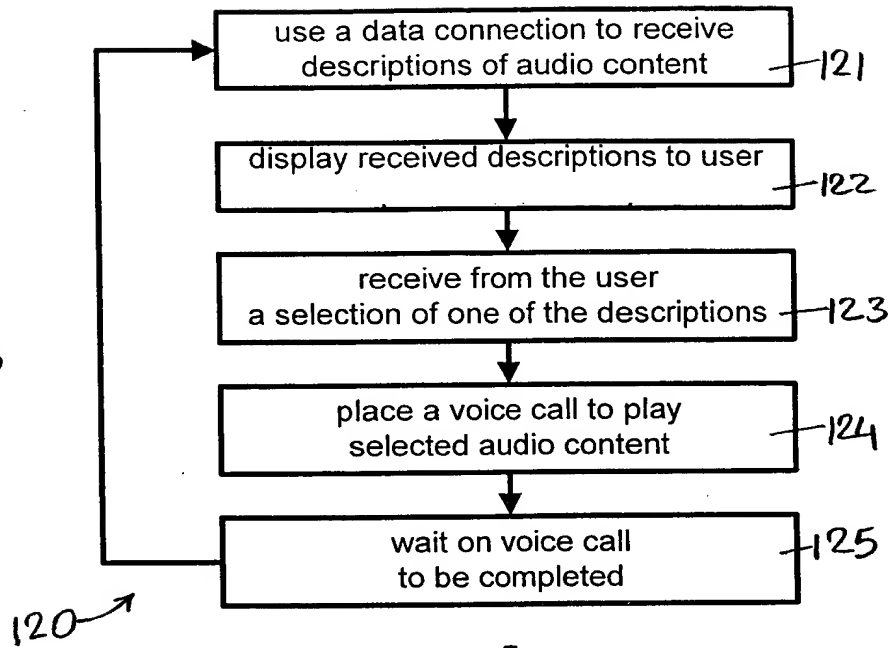 use a data connection to receive
descriptions of audio content
121
display received descriptions to user
122
receive from the user
a selection of one of the descriptions
123
place a voice call to play
selected audio content
124
wait on voice call
to be completed
125
120